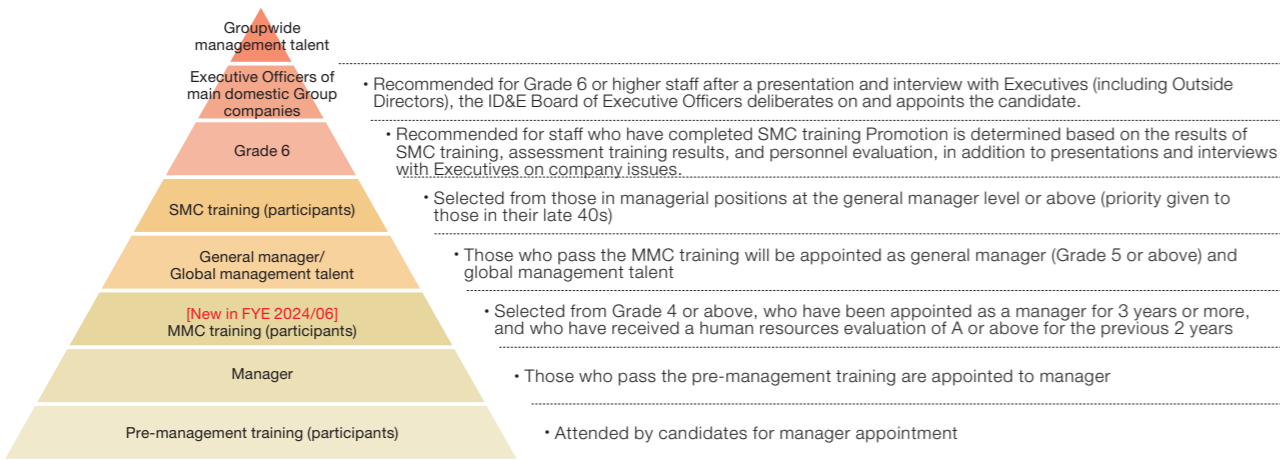 Groupwide
management talent
Executive Officers of
main domestic Group
companies
• Recommended for Grade 6 or higher staff after a presentation and interview with Executives (including Outside
Directors), the ID&E Board of Executive Officers deliberates on and appoints the candidate.
Grade 6
• Recommended for staff who have completed SMC training Promotion is determined based on the results of
SMC training, assessment training results, and personnel evaluation, in addition to presentations and interviews
with Executives on company issues.
SMC training (participants)
• Selected from those in managerial positions at the general manager level or above (priority given to
those in their late 40s)
General manager/
Global management talent
• Those who pass the MMC training will be appointed as general manager (Grade 5 or above) and
global management talent
[New in FYE 2024/06]
MMC training (participants)
• Selected from Grade 4 or above, who have been appointed as a manager for 3 years or more,
and who have received a human resources evaluation of A or above for the previous 2 years
Manager
• Those who pass the pre-management training are appointed to manager
Pre-management training (participants)
• Attended by candidates for manager appointment